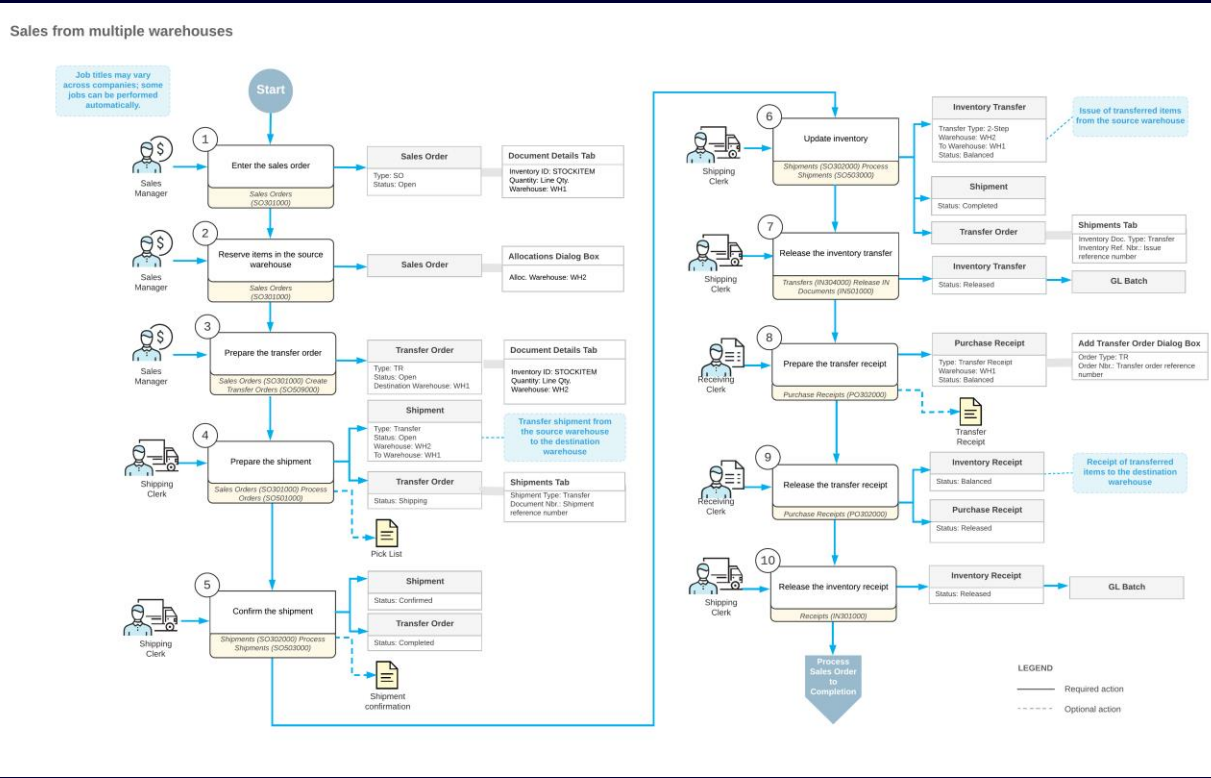 Sales from multiple warehouses
Job titles may vary
across companies; some
jobs can be performed
automatically.
Start
1
Enter the sales order
Sales Orders
(SO301000)
Sales
Manager
Sales Order
Type: SO
Status: Open
Document Details Tab
Inventory ID: STOCKITEM
Quantity: Line Qty.
Warehouse: WH1
2
Reserve items in the source
warehouse
Sales Orders
(SO301000)
Sales
Manager
Sales Order
Allocations Dialog Box
Alloc. Warehouse: WH2
3
Prepare the transfer order
Sales Orders (SO301000) Create
Transfer Orders (SO509000)
Sales
Manager
Transfer Order
Type: TR
Status: Open
Destination Warehouse: WH1
Document Details Tab
Inventory ID: STOCKITEM
Quantity: Line Qty.
Warehouse: WH2
4
Prepare the shipment
Sales Orders (SO301000) Process
Orders (SO501000)
Shipping
Clerk
Shipment
Type: Transfer
Status: Open
Warehouse: WH2
To Warehouse: WH1
Transfer shipment from
the source warehouse
to the destination
warehouse
Transfer Order
Status: Shipping
Shipments Tab
Shipment Type: Transfer
Document Nbr.: Shipment
reference number
Pick List
5
Confirm the shipment
Shipments (SO302000) Process
Shipments (SO503000)
Shipping
Clerk
Shipment
Status: Confirmed
Transfer Order
Status: Completed
Shipment
confirmation
6
Update inventory
Shipments (SO302000) Process
Shipments (SO503000)
Shipping
Clerk
Inventory Transfer
Transfer Type: 2-Step
Warehouse: WH2
To Warehouse: WH1
Status: Balanced
Issue of transferred items
from the source warehouse
Shipment
Status: Completed
Transfer Order
Shipments Tab
Inventory Doc. Type: Transfer
Inventory Ref. Nbr.: Issue
reference number
7
Release the inventory transfer
Transfers (IN304000) Release IN
Documents (IN501000)
Shipping
Clerk
Inventory Transfer
Status: Released
GL Batch
8
Prepare the transfer receipt
Purchase Receipts (PO302000)
Receiving
Clerk
Purchase Receipt
Type: Transfer Receipt
Warehouse: WH1
Status: Balanced
Add Transfer Order Dialog Box
Order Type: TR
Order Nbr.: Transfer order reference
number
Transfer
Receipt
9
Release the transfer receipt
Purchase Receipts (PO302000)
Receiving
Clerk
Inventory Receipt
Status: Balanced
Receipt of transferred
items to the destination
warehouse
Purchase Receipt
Status: Released
10
Release the inventory receipt
Receipts (IN301000)
Shipping
Clerk
Inventory Receipt
Status: Released
GL Batch
Process
Sales Order
to
Completion
LEGEND
Required action
Optional action